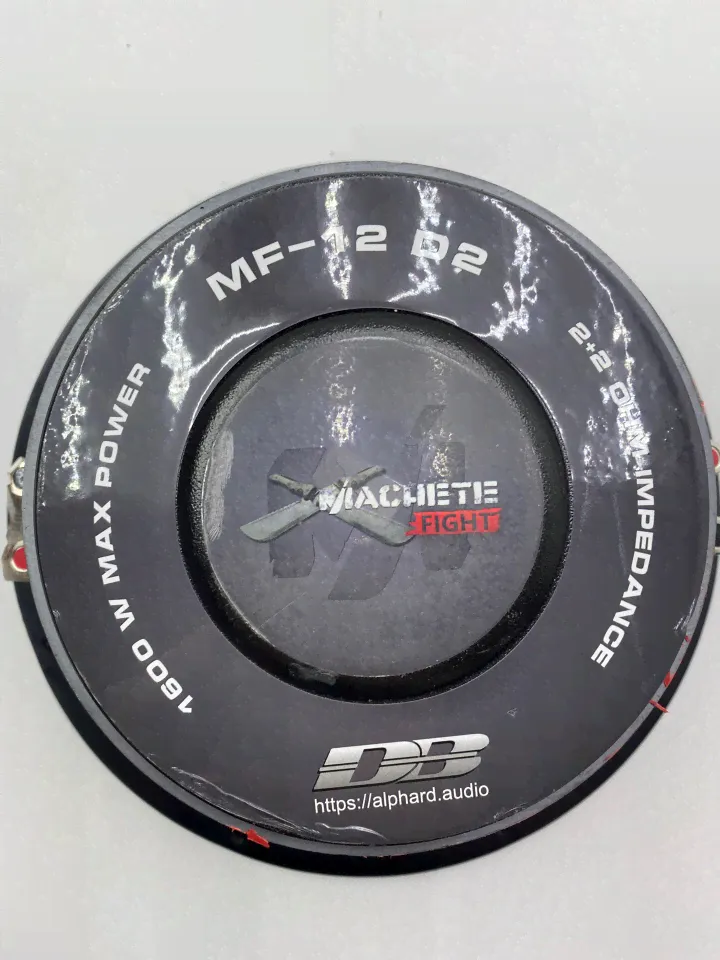 MF-12 D2
2+2 OHM IMPEDANCE
1600 W MAX POWER
MACHETE
FIGHT
DB
https://alphard.audio